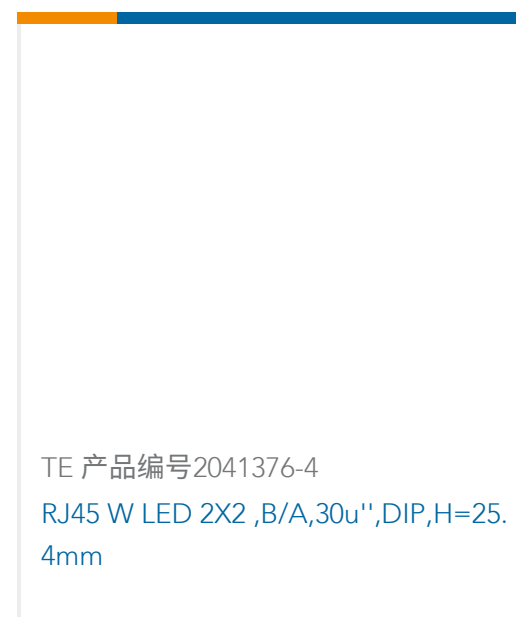 TE 产品编号2041376-4
RJ45 W LED 2X2 ,B/A,30u'',DIP,H=25.
4mm